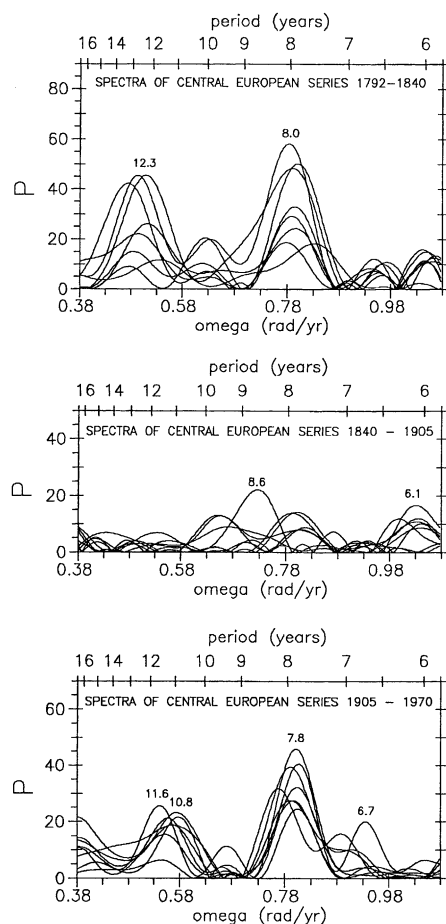 period (years)
16 14 12 10 9 8 7 6
SPECTRA OF CENTRAL EUROPEAN SERIES 1792-1840
80
60
40
20
0
P
12.3
8.0
0.38 0.58 0.78 0.98
omega (rad/yr)
period (years)
16 14 12 10 9 8 7 6
SPECTRA OF CENTRAL EUROPEAN SERIES 1840 - 1905
40
20
0
P
8.6
6.1
0.38 0.58 0.78 0.98
omega (rad/yr)
period (years)
16 14 12 10 9 8 7 6
SPECTRA OF CENTRAL EUROPEAN SERIES 1905 - 1970
60
40
20
0
P
11.6
10.8
7.8
6.7
0.38 0.58 0.78 0.98
omega (rad/yr)